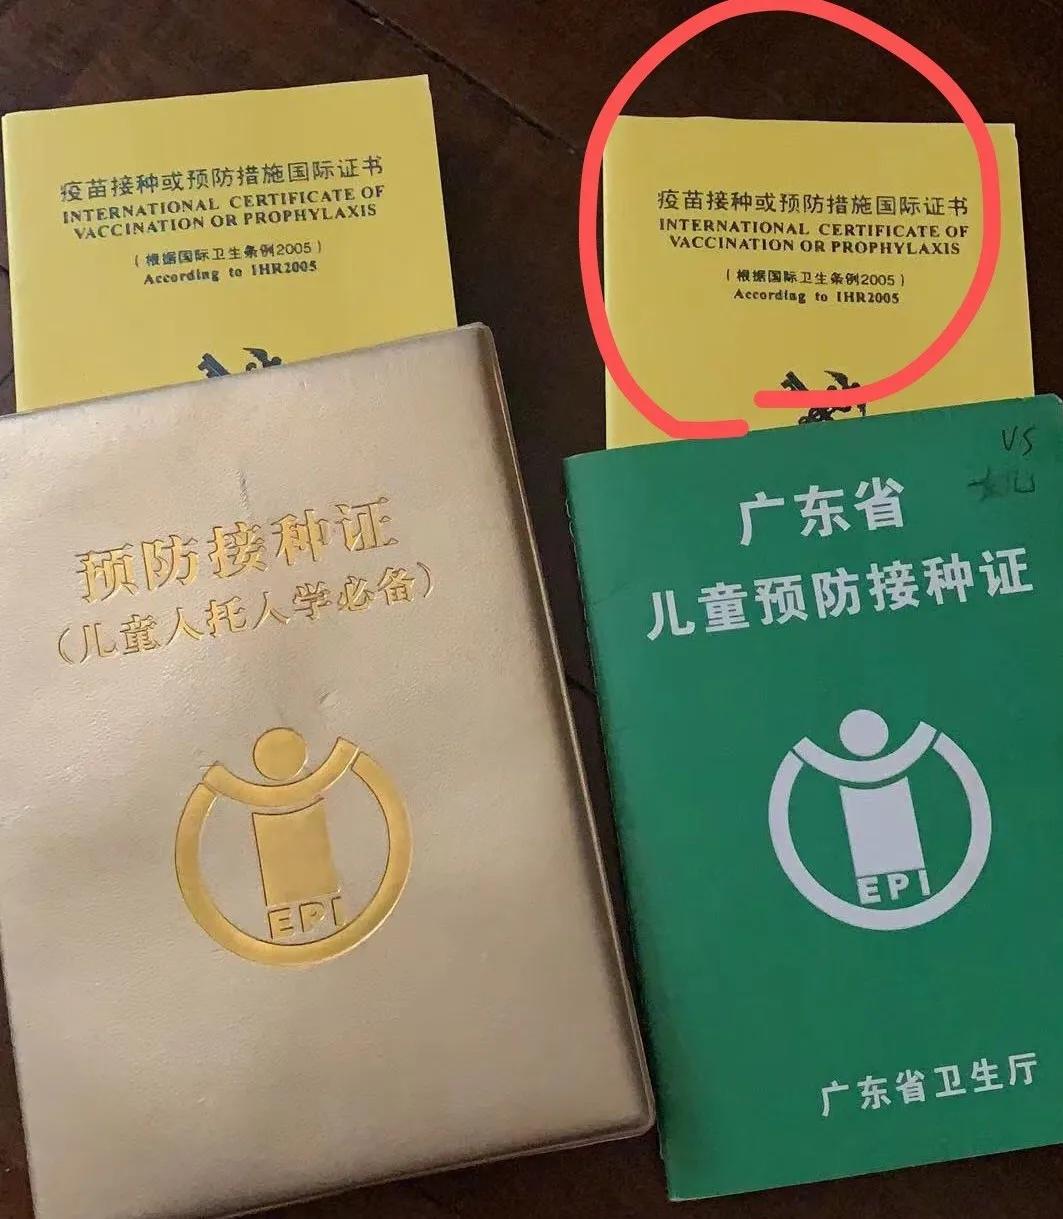 疫苗接种或预防措施国际证书
INTERNATIONAL CERTIFICATE OF
VACCINATION OR PROPHYLAXIS
（根据国际卫生条例2005）
According to IHR2005
疫苗接种或预防措施国际证书
INTERNATIONAL CERTIFICATE OF
VACCINATION OR PROPHYLAXIS
（根据国际卫生条例2005）
According to IHR2005
预防接种证
（儿童入托入学必备）
EPI
VS
广东省
儿童预防接种证
EPI
广东省卫生厅